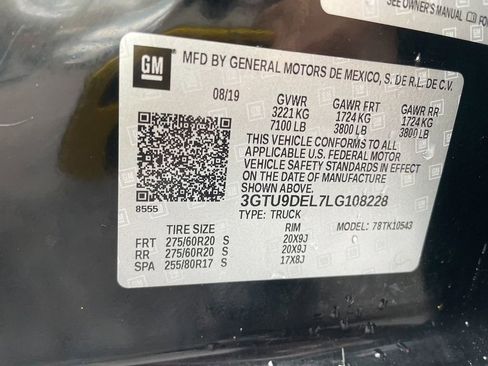 SEE OWNER'S MANUAL
GM
MFD BY GENERAL MOTORS DE MEXICO, S. DE R.L. DE C.V.
08/19 GVWR GAWR FRT GAWR RR
3221 KG 1724 KG 1724 KG
7100 LB 3800 LB 3800 LB
THIS VEHICLE CONFORMS TO ALL
APPLICABLE U.S. FEDERAL MOTOR
VEHICLE SAFETY STANDARDS IN EFFECT
ON THE DATE OF MANUFACTURE
SHOWN ABOVE.
8555 3GTU9DEL7LG108228
TYPE: TRUCK MODEL: 78TK10543
TIRE SIZE RIM
FRT 275/60R20 S 20X9J
RR 275/60R20 S 20X9J
SPA 255/80R17 S 17X8J